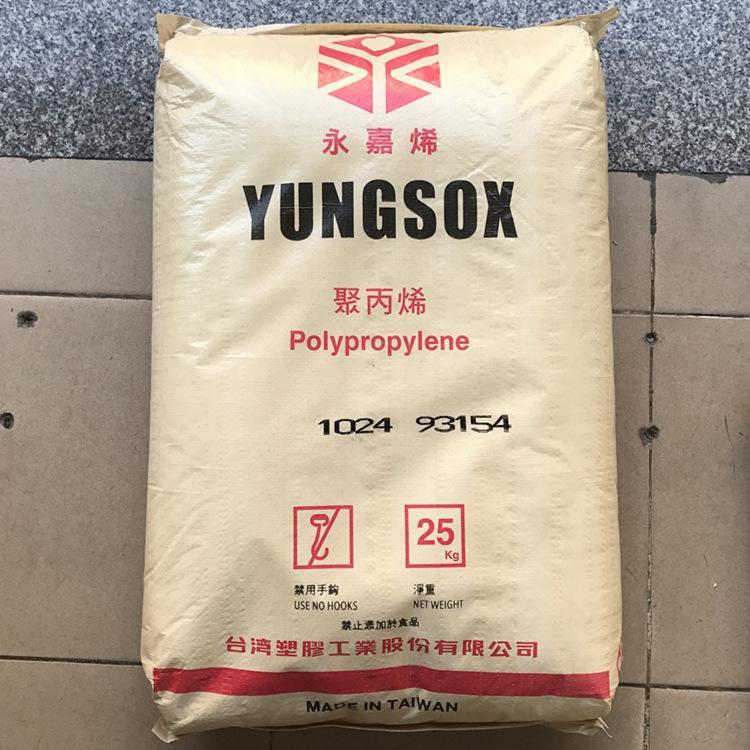 永嘉烯
YUNGSOX
聚丙烯
Polypropylene
1024 93154
25
Kg
禁用手鈎
USE NO HOOKS
淨重
NET WEIGHT
禁止添加於食品
台湾塑膠工業股份有限公司
MADE IN TAIWAN